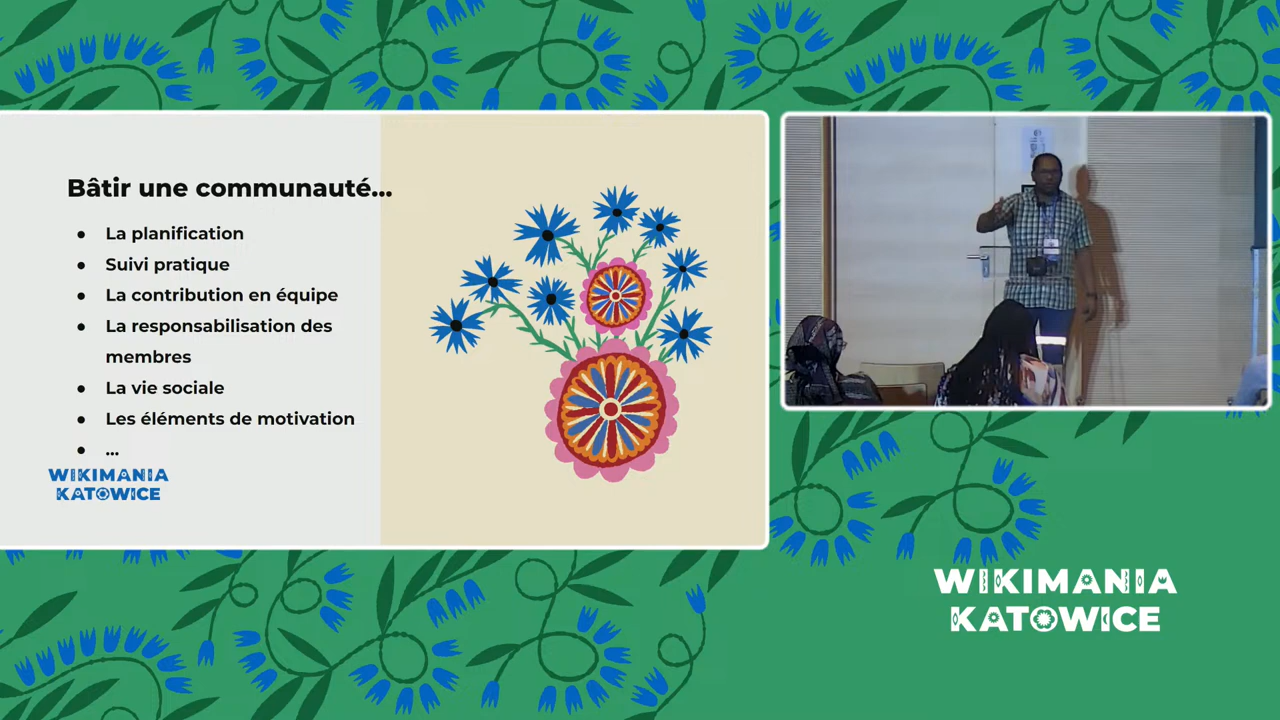 Bâtir une communauté...
● La planification
● Suivi pratique
● La contribution en équipe
● La responsabilisation des
membres
● La vie sociale
● Les éléments de motivation
● ...
WIKIMANIA
KATOWICE
WIKIMANIA
KATOWICE